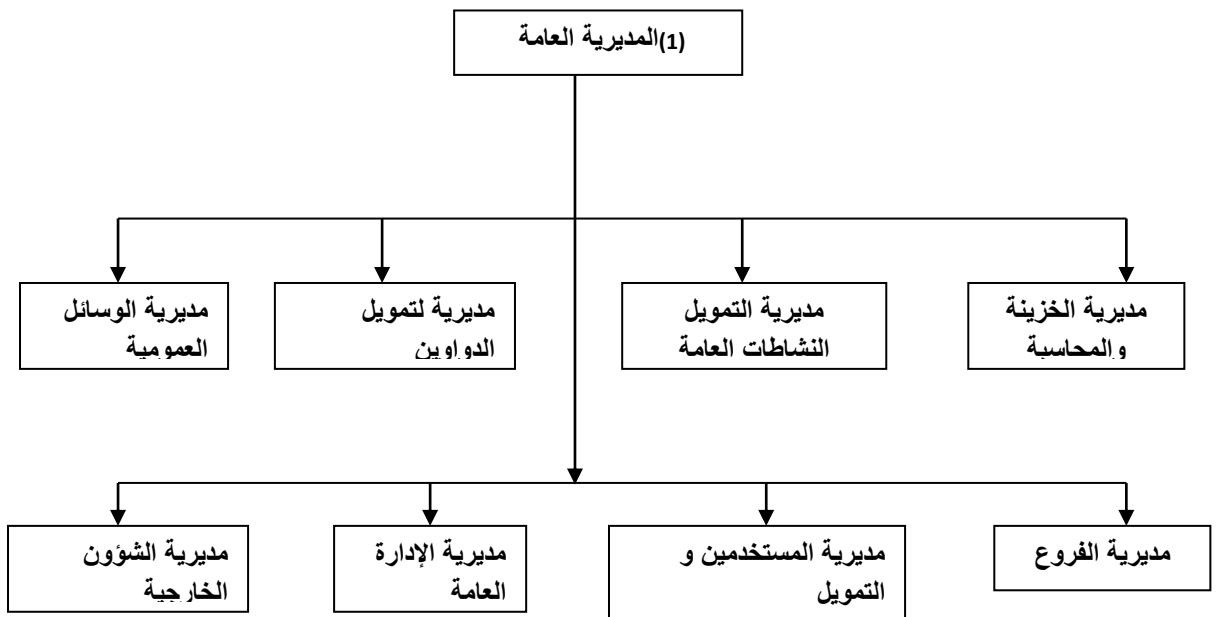 (1)المديرية العامة
مديرية الخزينة
والمحاسبة
مديرية التمويل
النشاطات العامة
مديرية لتمويل
الدواوين
مديرية الوسائل
العمومية
مديرية الفروع
مديرية المستخدمين و
التمويل
مديرية الإدارة
العامة
مديرية الشؤون
الخارجية